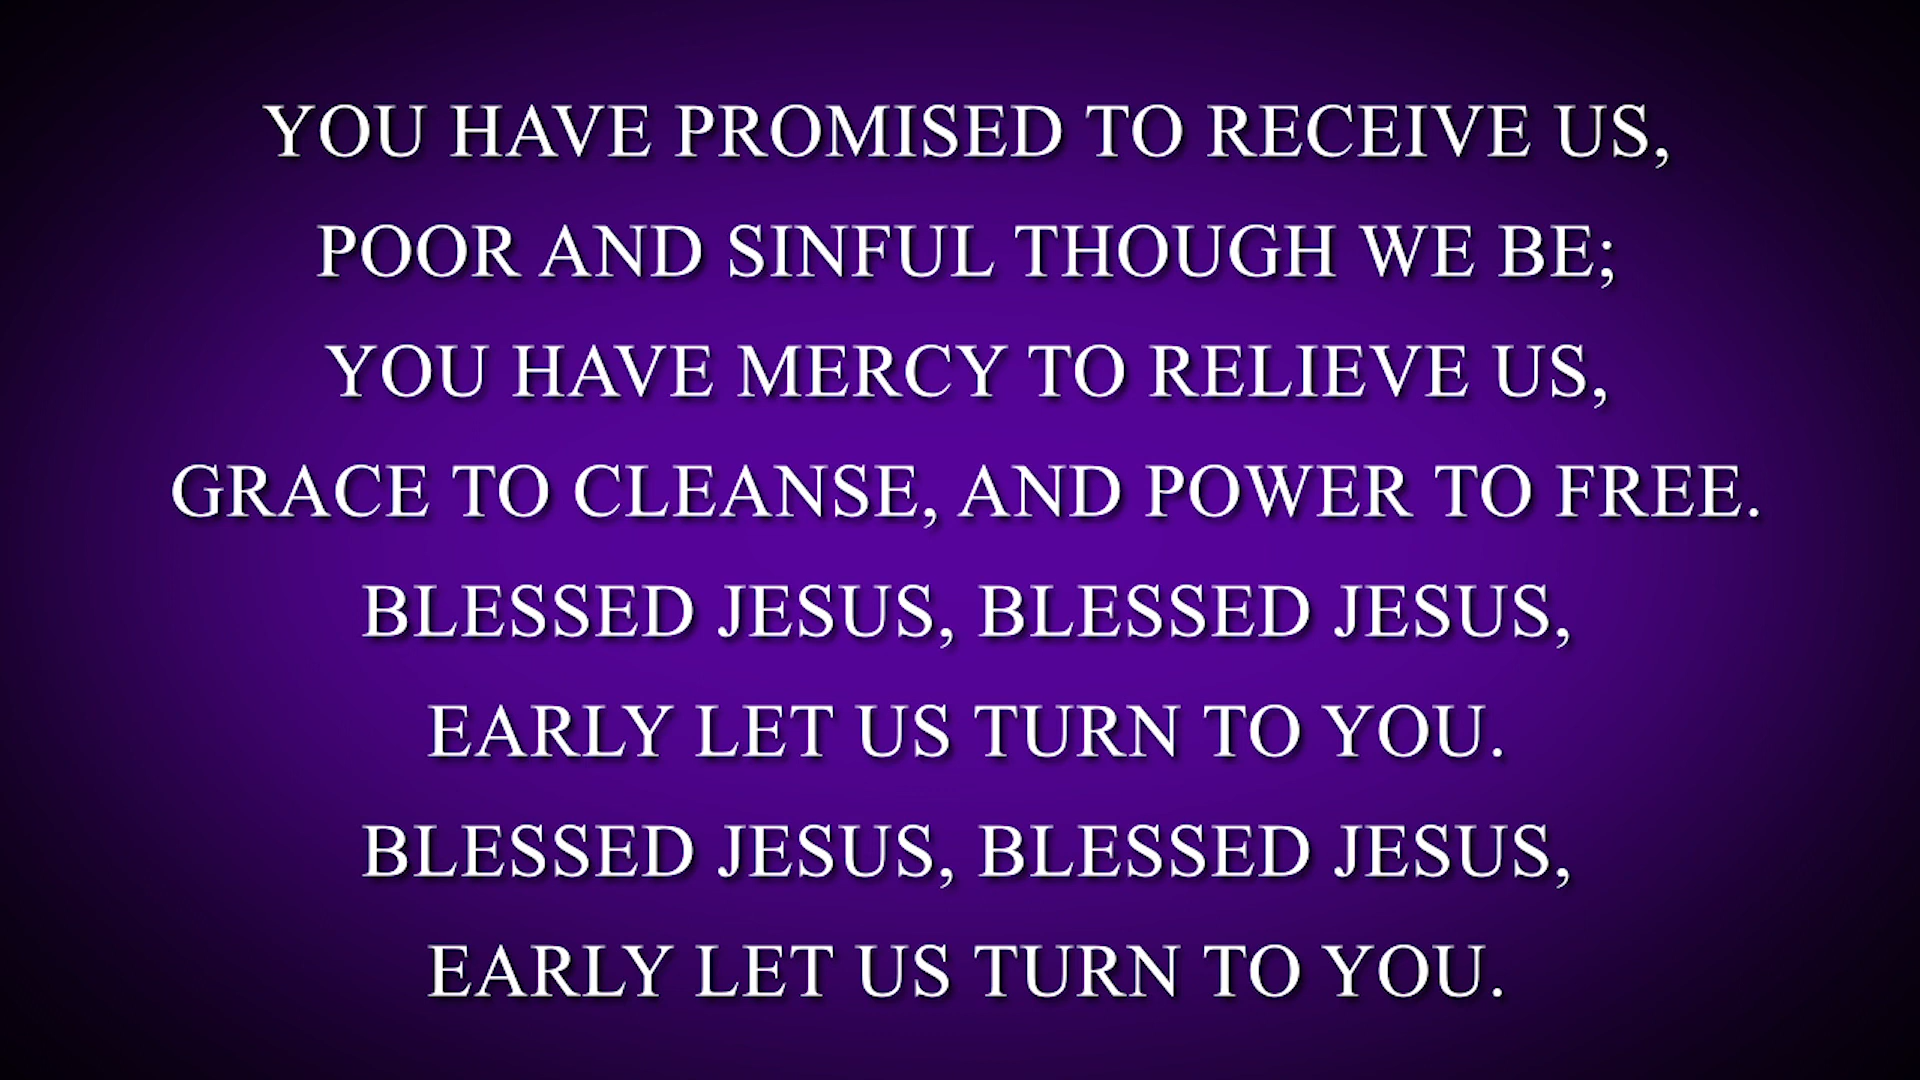 YOU HAVE PROMISED TO RECEIVE US,
POOR AND SINFUL THOUGH WE BE;
YOU HAVE MERCY TO RELIEVE US,
GRACE TO CLEANSE, AND POWER TO FREE.
BLESSED JESUS, BLESSED JESUS,
EARLY LET US TURN TO YOU.
BLESSED JESUS, BLESSED JESUS,
EARLY LET US TURN TO YOU.